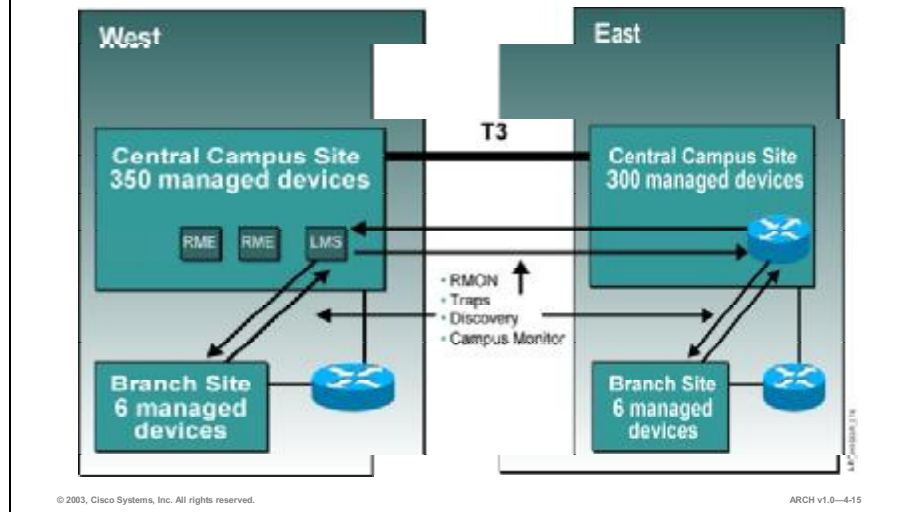 West
East
T3
Central Campus Site
350 managed devices
Central Campus Site
300 managed devices
RME
RME
LMS
• RMON
• Traps
• Discovery
• Campus Monitor
Branch Site
6 managed
devices
Branch Site
6 managed
devices
© 2003, Cisco Systems, Inc. All rights reserved.
ARCH v1.0—4-15